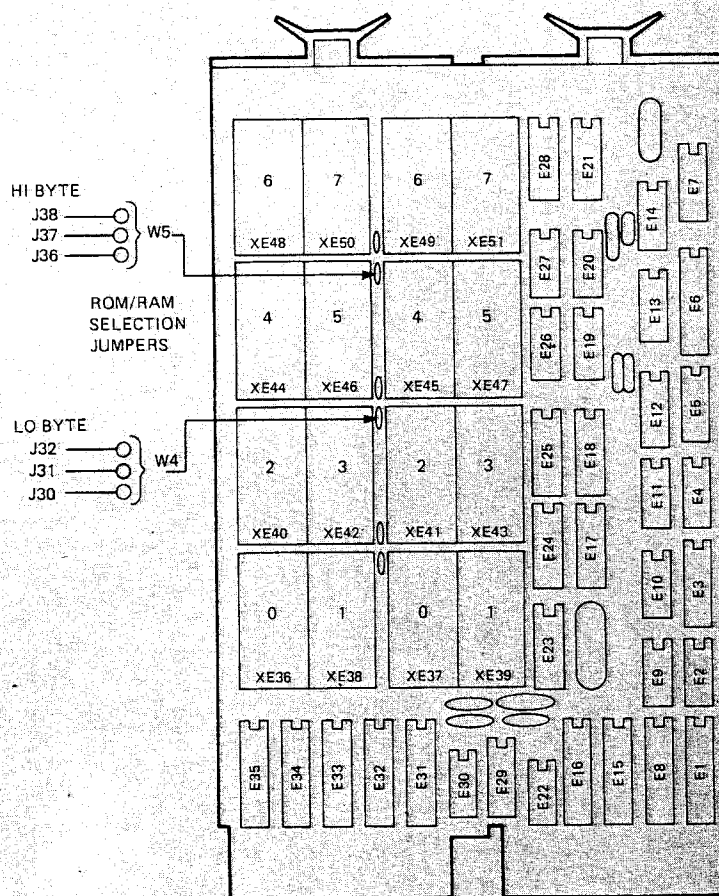 HI BYTE
J38
J37
J36
W5
ROM/RAM
SELECTION
JUMPERS
LO BYTE
J32
J31
J30
W4
6 7 6 7
XE48 XE50 XE49 XE51
4 5 4 5
XE44 XE46 XE45 XE47
2 3 2 3
XE40 XE42 XE41 XE43
0 1 0 1
XE36 XE38 XE37 XE39
E28 E21 E7
E14
E27 E20
E13 E6
E26 E19
E12 E5
E25 E18
E11 E4
E24 E17
E10 E3
E23 E9 E2
E35 E34 E33 E32 E31 E30 E29 E22 E16 E15 E8 E1